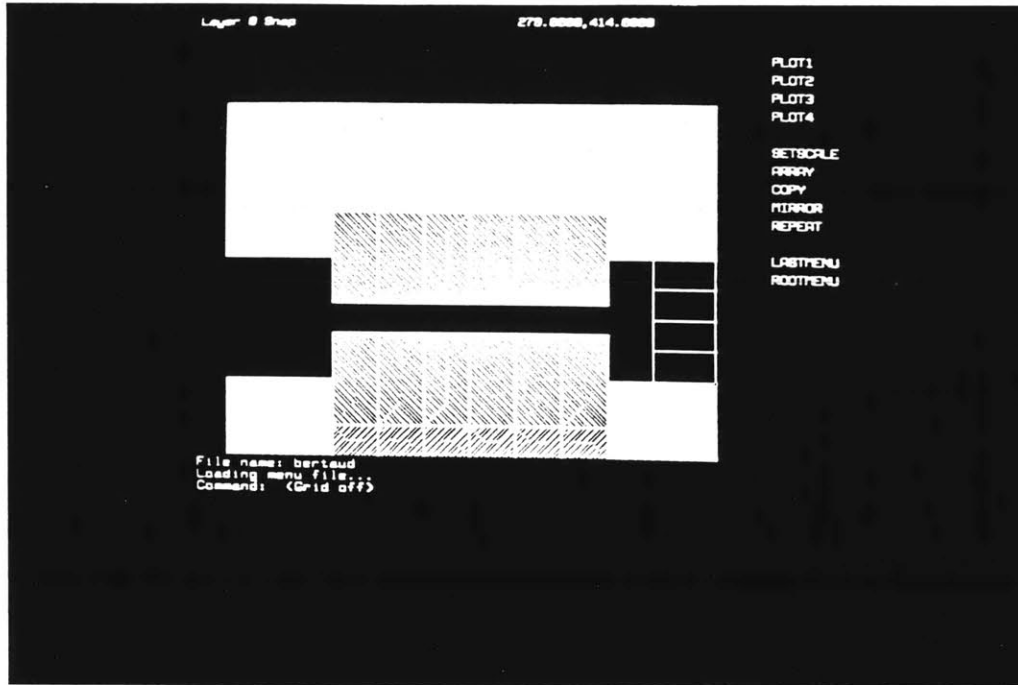 Layer 0 Snap 279.0000,414.0000
PLOT1
PLOT2
PLOT3
PLOT4
SETSCALE
ARRAY
COPY
MIRROR
REPEAT
LASTMENU
ROOTMENU
File name: bertaud
Loading menu file...
Command: <Grid off>